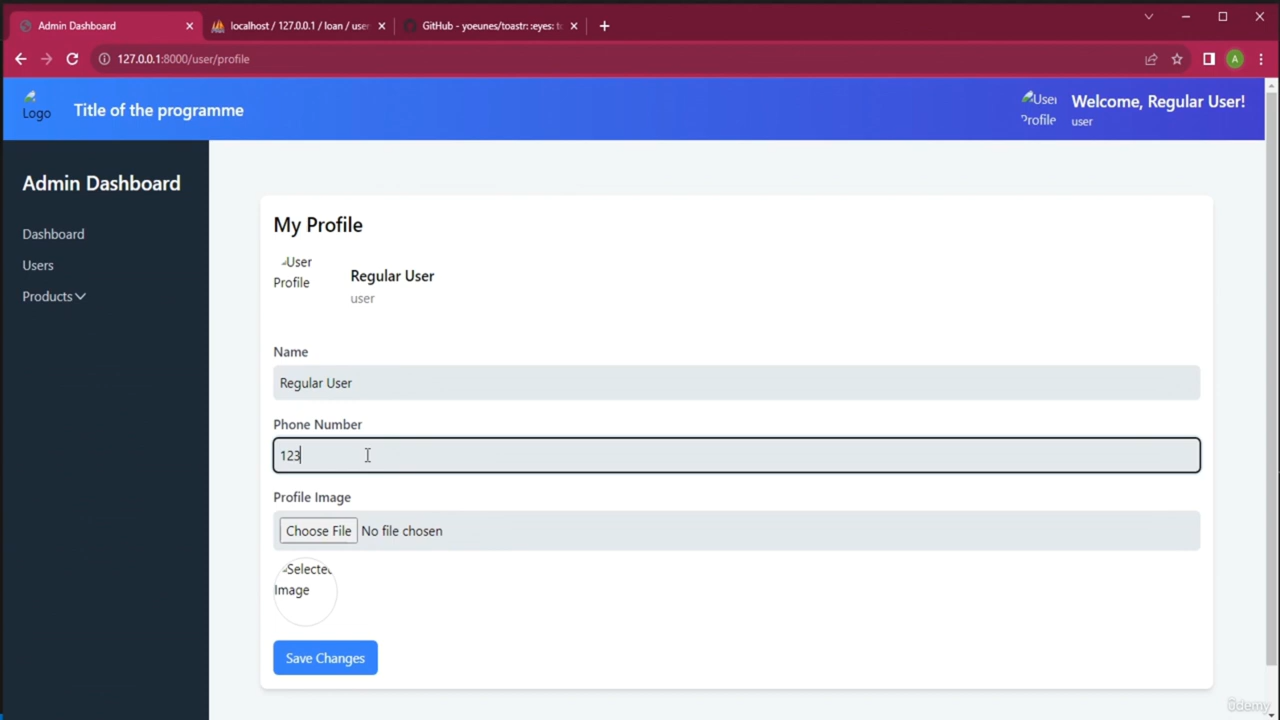 Admin Dashboard
localhost / 127.0.0.1 / loan / user
GitHub - yoeunes/toastr: :eyes: to
127.0.0.1:8000/user/profile
A
Logo
Title of the programme
User
Profile
Welcome, Regular User!
user
Admin Dashboard
Dashboard
Users
Products
My Profile
User
Profile
Regular User
user
Name
Regular User
Phone Number
123
Profile Image
Choose File No file chosen
Selected
Image
Save Changes
ûdemy